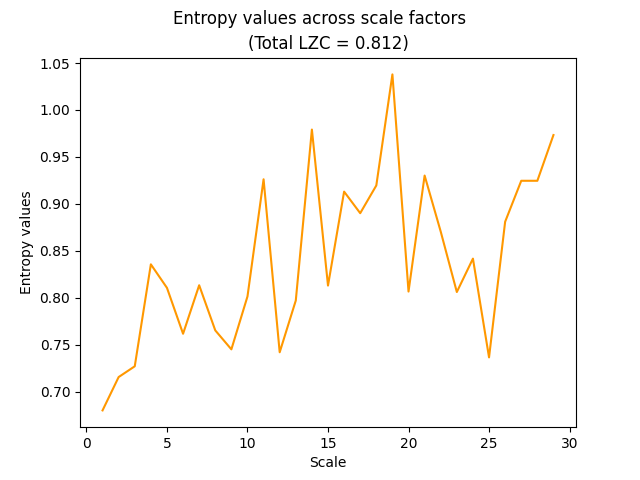 Entropy values across scale factors
(Total LZC = 0.812)
1.05
1.00
0.95
0.90
0.85
0.80
0.75
0.70
Entropy values
0 5 10 15 20 25 30
Scale